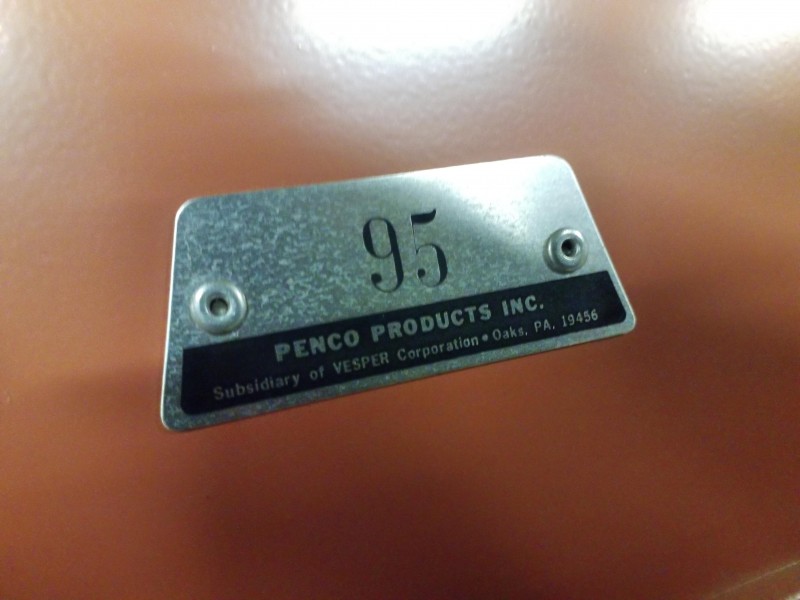 95
PENCO PRODUCTS INC.
Subsidiary of VESPER Corporation • Oaks, PA. 19456